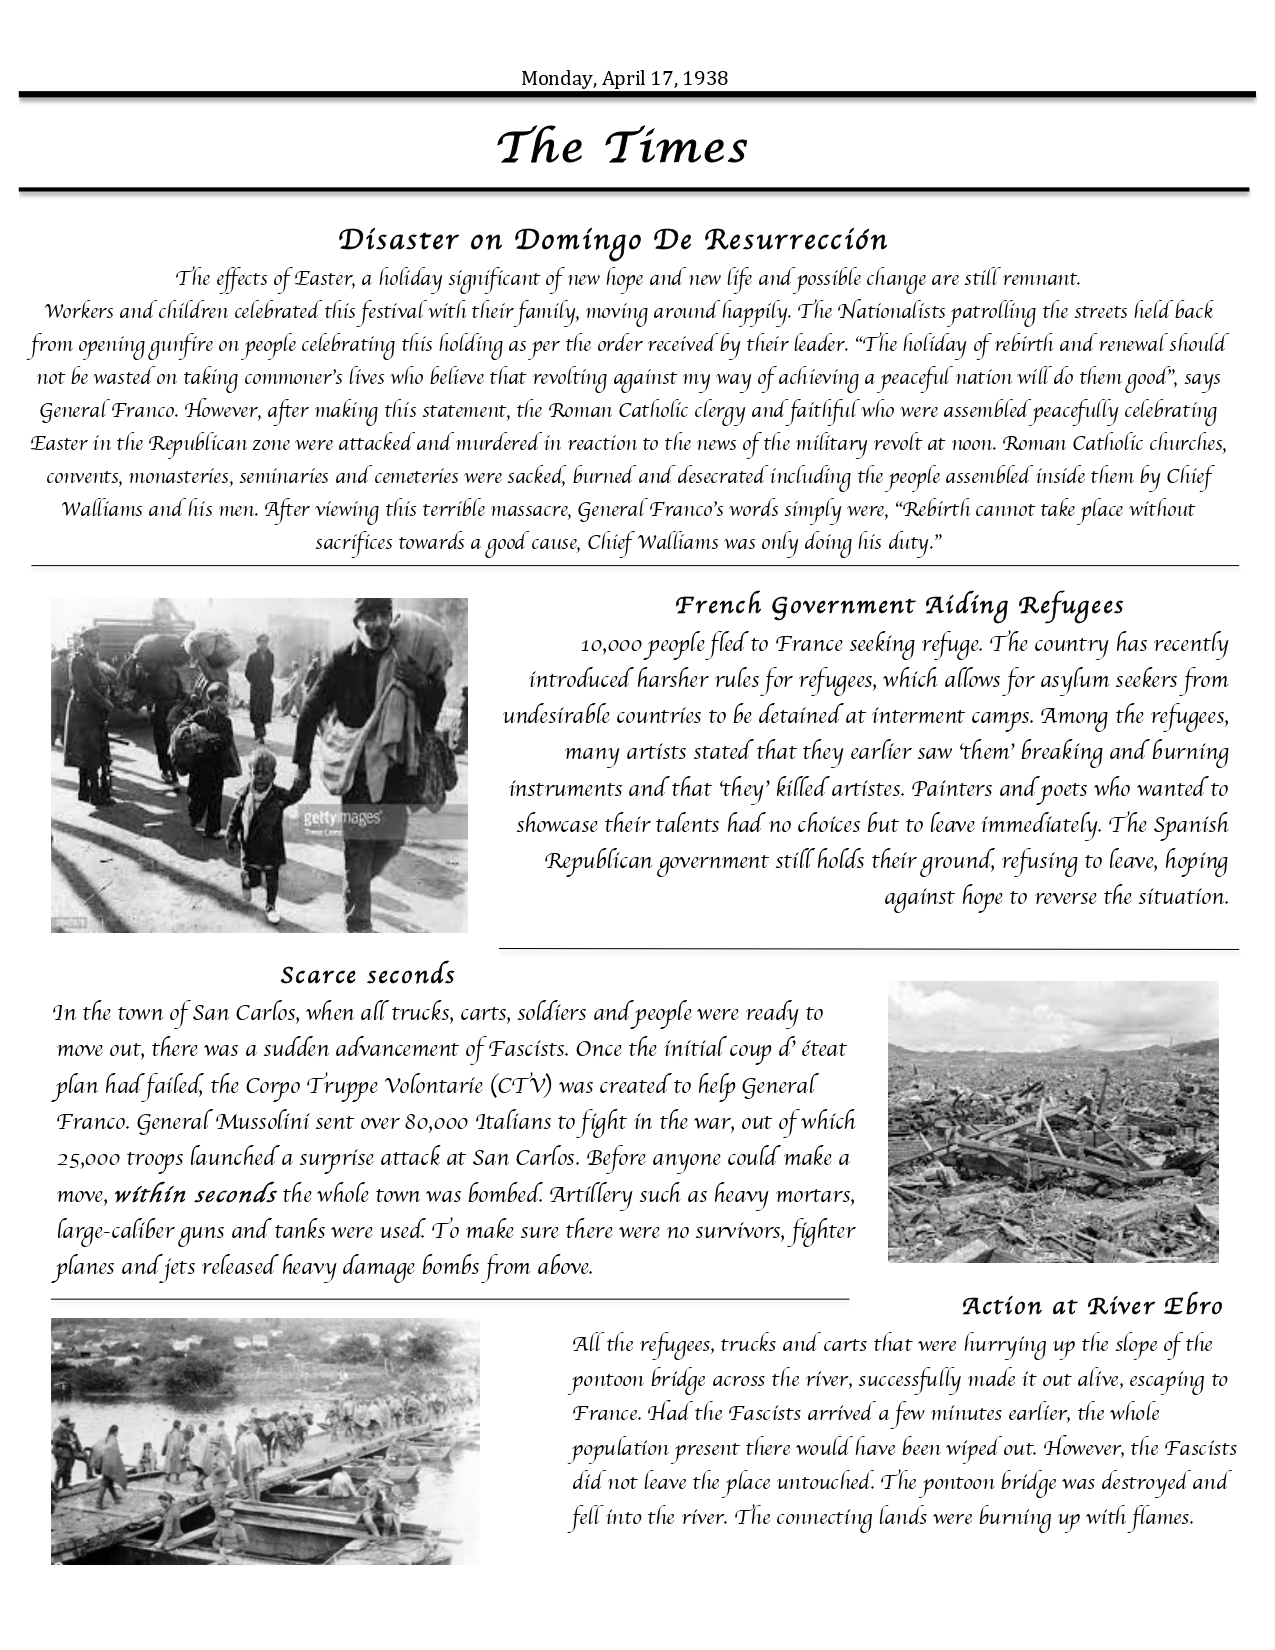 Monday, April 17, 1938
The Times
Disaster on Domingo De Resurrección
The effects of Easter, a holiday significant of new hope and new life and possible change are still remnant.
Workers and children celebrated this festival with their family, moving around happily. The Nationalists patrolling the streets held back
from opening gunfire on people celebrating this holding as per the order received by their leader. “The holiday of rebirth and renewal should
not be wasted on taking commoner's lives who believe that revolting against my way of achieving a peaceful nation will do them good”, says
General Franco. However, after making this statement, the Roman Catholic clergy and faithful who were assembled peacefully celebrating
Easter in the Republican zone were attacked and murdered in reaction to the news of the military revolt at noon. Roman Catholic churches,
convents, monasteries, seminaries and cemeteries were sacked, burned and desecrated including the people assembled inside them by Chief
Walliams and his men. After viewing this terrible massacre, General Franco's words simply were, “Rebirth cannot take place without
sacrifices towards a good cause, Chief Walliams was only doing his duty.”
gettyimages
French Government Aiding Refugees
10,000 people fled to France seeking refuge. The country has recently
introduced harsher rules for refugees, which allows for asylum seekers from
undesirable countries to be detained at interment camps. Among the refugees,
many artists stated that they earlier saw ‘them’ breaking and burning
instruments and that ‘they’ killed artistes. Painters and poets who wanted to
showcase their talents had no choices but to leave immediately. The Spanish
Republican government still holds their ground, refusing to leave, hoping
against hope to reverse the situation.
Scarce seconds
In the town of San Carlos, when all trucks, carts, soldiers and people were ready to
move out, there was a sudden advancement of Fascists. Once the initial coup d’ éteat
plan had failed, the Corpo Truppe Volontarie (CTV) was created to help General
Franco. General Mussolini sent over 80,000 Italians to fight in the war, out of which
25,000 troops launched a surprise attack at San Carlos. Before anyone could make a
move, within seconds the whole town was bombed. Artillery such as heavy mortars,
large-caliber guns and tanks were used. To make sure there were no survivors, fighter
planes and jets released heavy damage bombs from above.
Action at River Ebro
All the refugees, trucks and carts that were hurrying up the slope of the
pontoon bridge across the river, successfully made it out alive, escaping to
France. Had the Fascists arrived a few minutes earlier, the whole
population present there would have been wiped out. However, the Fascists
did not leave the place untouched. The pontoon bridge was destroyed and
fell into the river. The connecting lands were burning up with flames.